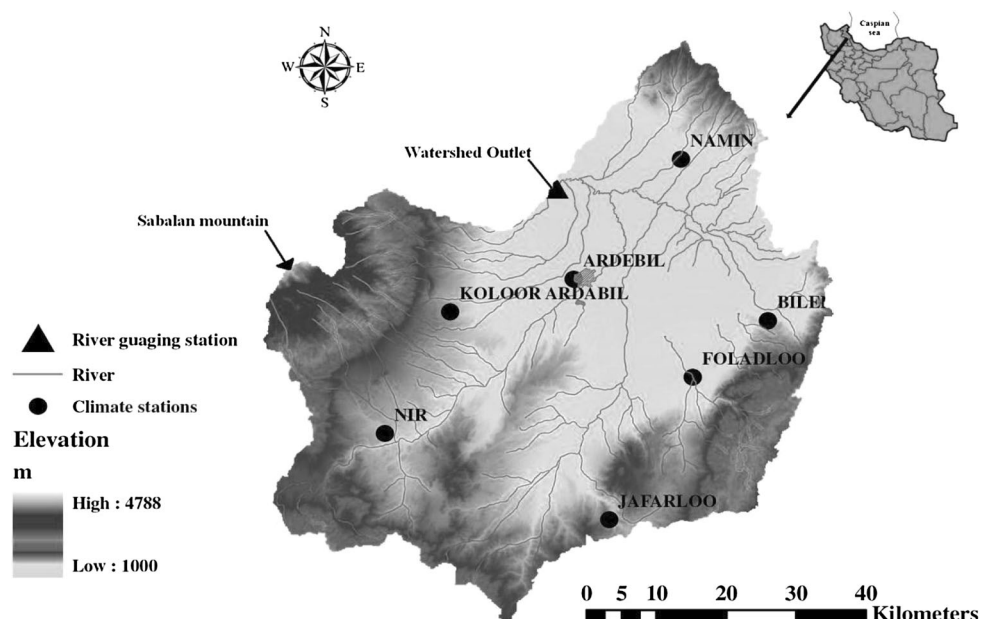 Caspian
sea
N
W E
S
NAMIN
Watershed Outlet
Sabalan mountain
ARDEBIL
KOLOOR ARDABIL
BILE
FOLADLOO
River guaging station
River
Climate stations
NIR
Elevation
m
High : 4788
Low : 1000
JAFARLOO
0 5 10 20 30 40
Kilometers